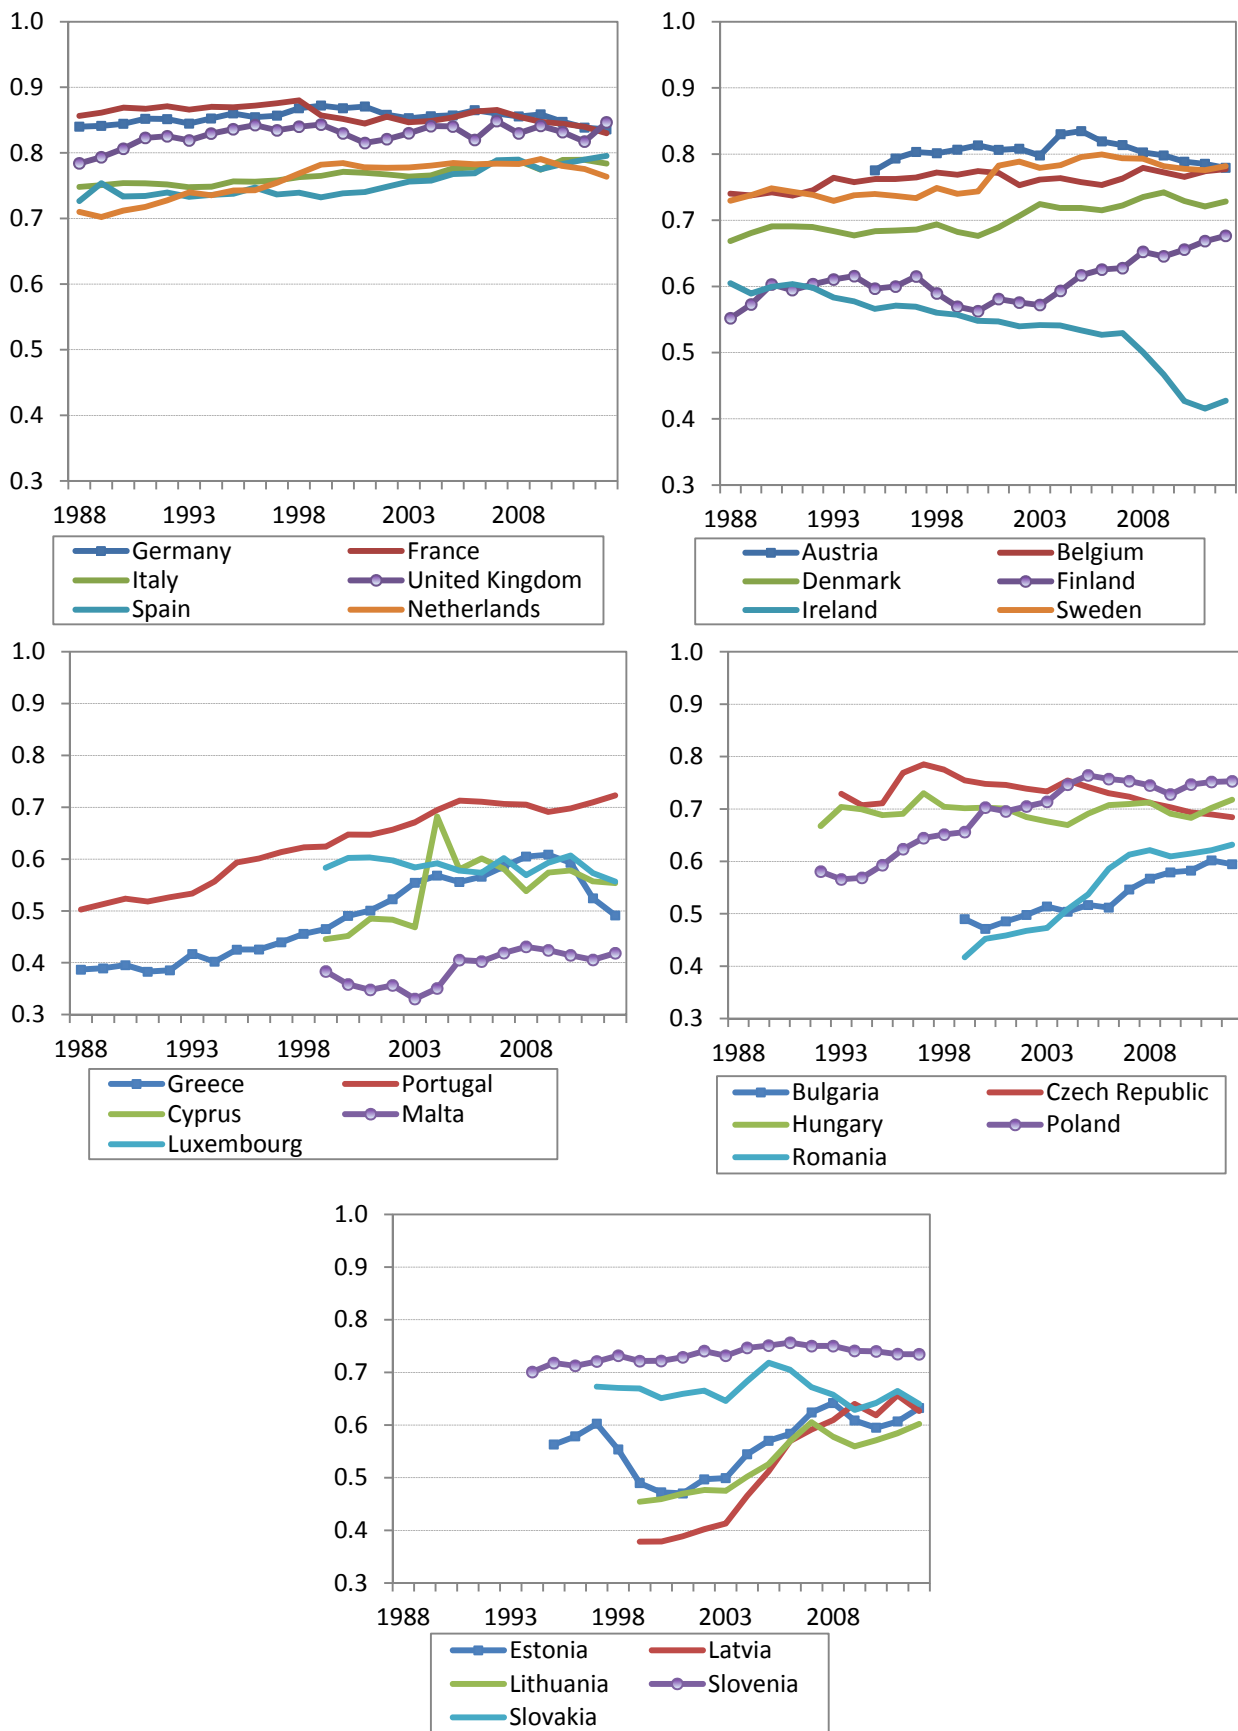 1.0
0.9
0.8
0.7
0.6
0.5
0.4
0.3
1988 1993 1998 2003 2008
Germany France
Italy United Kingdom
Spain Netherlands
1.0
0.9
0.8
0.7
0.6
0.5
0.4
0.3
1988 1993 1998 2003 2008
Austria Belgium
Denmark Finland
Ireland Sweden
1.0
0.9
0.8
0.7
0.6
0.5
0.4
0.3
1988 1993 1998 2003 2008
Greece Portugal
Cyprus Malta
Luxembourg
1.0
0.9
0.8
0.7
0.6
0.5
0.4
0.3
1988 1993 1998 2003 2008
Bulgaria Czech Republic
Hungary Poland
Romania
1.0
0.9
0.8
0.7
0.6
0.5
0.4
0.3
1988 1993 1998 2003 2008
Estonia Latvia
Lithuania Slovenia
Slovakia